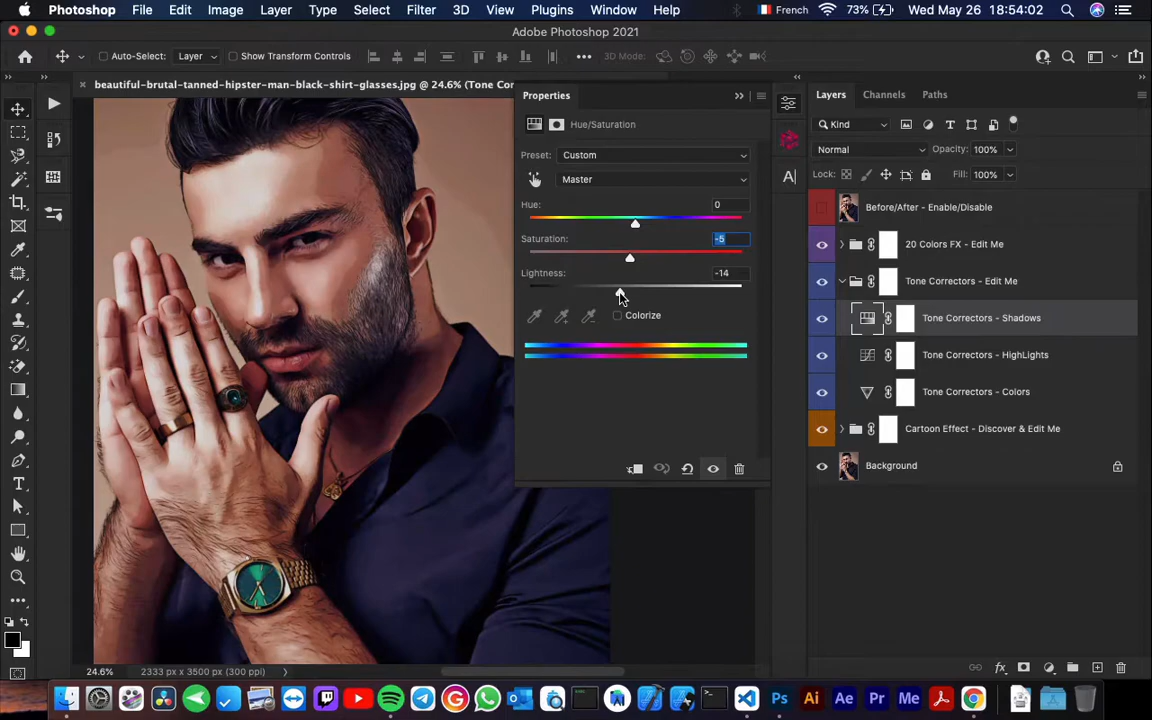 Photoshop File Edit Image Layer Type Select Filter 3D View Plugins Window Help French 73% Wed May 26 18:54:02
Adobe Photoshop 2021
Auto-Select: Layer Show Transform Controls 3D Mode:
beautiful-brutal-tanned-hipster-man-black-shirt-glasses.jpg @ 24.6% (Tone Cor
Properties
Hue/Saturation
Preset: Custom
Master
Hue: 0
Saturation: -5
Lightness: -14
Colorize
Layers Channels Paths
Kind
Normal Opacity: 100%
Lock: Fill: 100%
Before/After - Enable/Disable
20 Colors FX - Edit Me
Tone Correctors - Edit Me
Tone Correctors - Shadows
Tone Correctors - HighLights
Tone Correctors - Colors
Cartoon Effect - Discover & Edit Me
Background
24.6% 2333 px x 3500 px (300 ppi)
Ps Ai Ae Pr Me